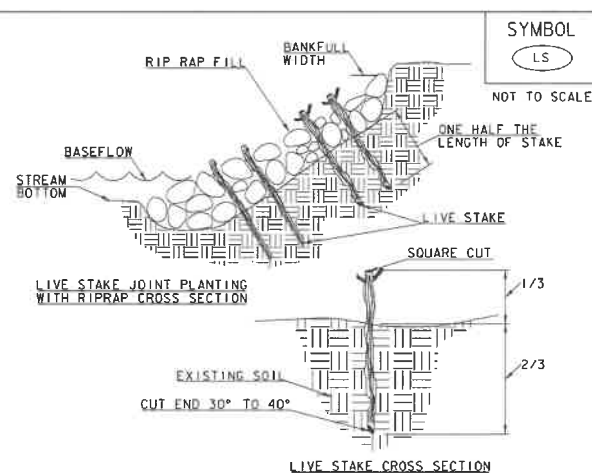 SYMBOL
LS
NOT TO SCALE
BANKFULL
WIDTH
RIP RAP FILL
ONE HALF THE
LENGTH OF STAKE
BASEFLOW
STREAM
BOTTOM
LIVE STAKE
SQUARE CUT
LIVE STAKE JOINT PLANTING
WITH RIPRAP CROSS SECTION
1/3
2/3
EXISTING SOIL
CUT END 30° TO 40°
LIVE STAKE CROSS SECTION